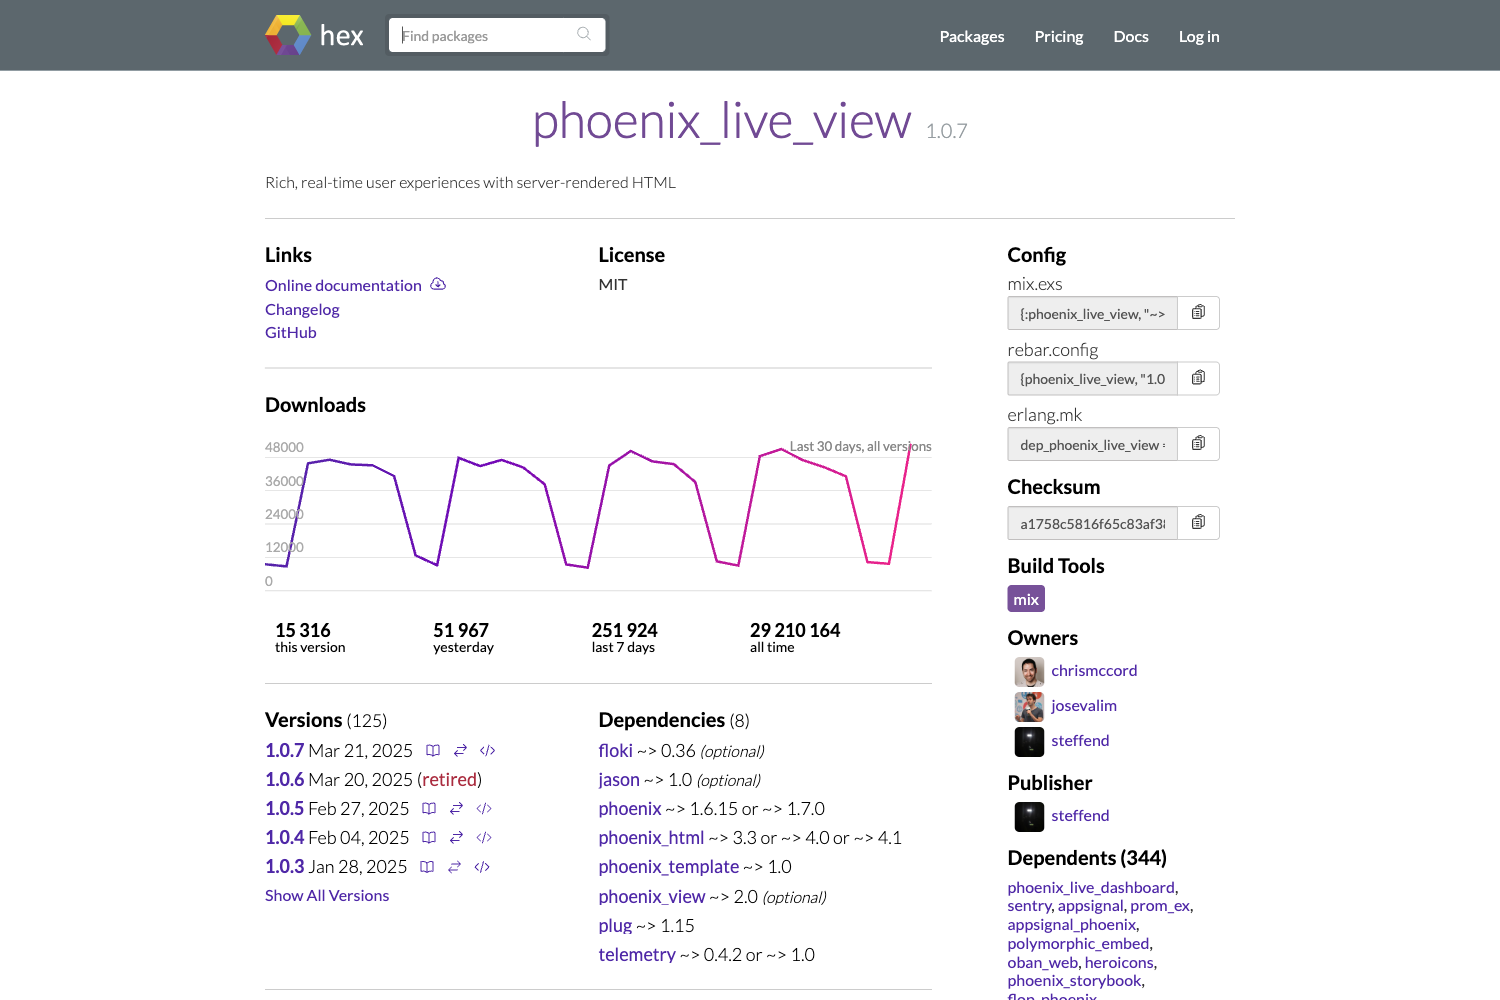 hex
Find packages
Packages
Pricing
Docs
Log in
phoenix_live_view 1.0.7
Rich, real-time user experiences with server-rendered HTML
Links
Online documentation
Changelog
GitHub
License
MIT
Downloads
Last 30 days, all versions
48000
36000
24000
12000
0
15 316
this version
51 967
yesterday
251 924
last 7 days
29 210 164
all time
Versions (125)
1.0.7 Mar 21, 2025
1.0.6 Mar 20, 2025 (retired)
1.0.5 Feb 27, 2025
1.0.4 Feb 04, 2025
1.0.3 Jan 28, 2025
Show All Versions
Dependencies (8)
floki ~> 0.36 (optional)
jason ~> 1.0 (optional)
phoenix ~> 1.6.15 or ~> 1.7.0
phoenix_html ~> 3.3 or ~> 4.0 or ~> 4.1
phoenix_template ~> 1.0
phoenix_view ~> 2.0 (optional)
plug ~> 1.15
telemetry ~> 0.4.2 or ~> 1.0
Config
mix.exs
{:phoenix_live_view, "~>
rebar.config
{phoenix_live_view, "1.0
erlang.mk
dep_phoenix_live_view =
Checksum
a1758c5816f65c83af38
Build Tools
mix
Owners
chrismccord
josevalim
steffend
Publisher
steffend
Dependents (344)
phoenix_live_dashboard,
sentry, appsignal, prom_ex,
appsignal_phoenix,
polymorphic_embed,
oban_web, heroicons,
phoenix_storybook,
flop_phoenix